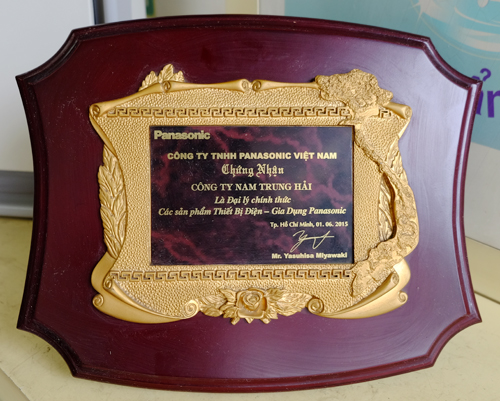 Panasonic
CÔNG TY TNHH PANASONIC VIỆT NAM
Chứng Nhận
CÔNG TY NAM TRUNG HẢI
Là Đại lý chính thức
Các sản phẩm Thiết Bị Điện – Gia Dụng Panasonic
Tp. Hồ Chí Minh, 01. 06. 2015
Mr. Yasuhisa Miyawaki